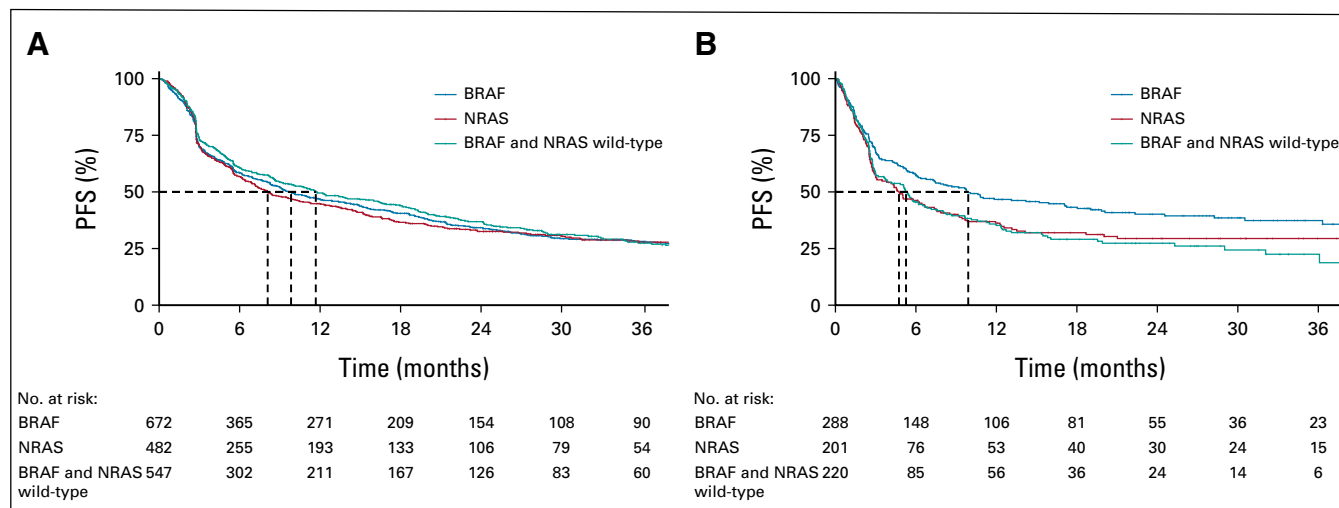 A
PFS (%)
100
75
50
25
0
BRAF
NRAS
BRAF and NRAS wild-type
0 6 12 18 24 30 36
Time (months)
No. at risk:
BRAF 672 365 271 209 154 108 90
NRAS 482 255 193 133 106 79 54
BRAF and NRAS 547 302 211 167 126 83 60
wild-type
B
PFS (%)
100
75
50
25
0
BRAF
NRAS
BRAF and NRAS wild-type
0 6 12 18 24 30 36
Time (months)
No. at risk:
BRAF 288 148 106 81 55 36 23
NRAS 201 76 53 40 30 24 15
BRAF and NRAS 220 85 56 36 24 14 6
wild-type